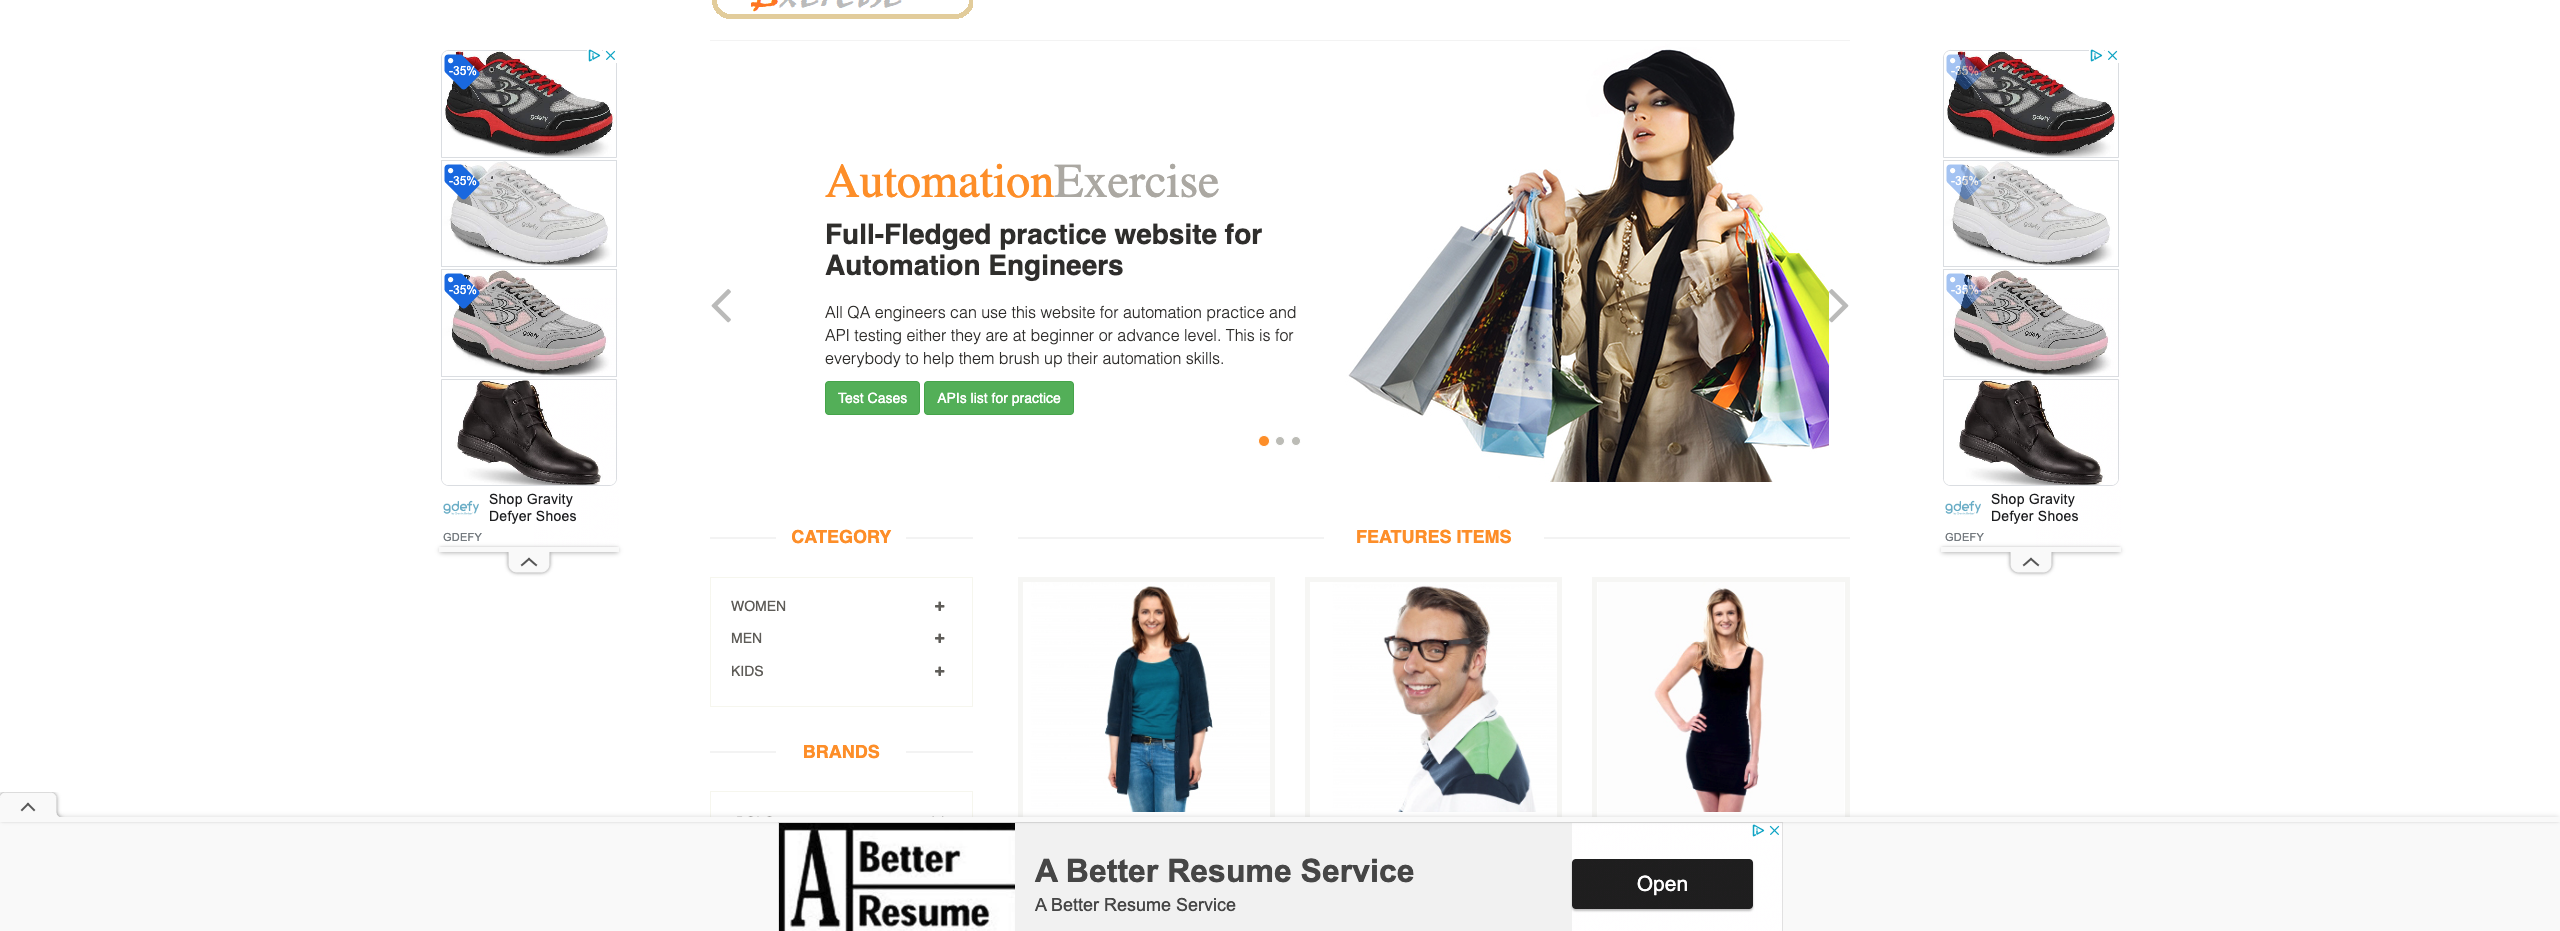 Exercise
-35%
-35%
-35%
Shop Gravity
Defyer Shoes
gdefy
GDEFY
AutomationExercise
Full-Fledged practice website for
Automation Engineers
All QA engineers can use this website for automation practice and
API testing either they are at beginner or advance level. This is for
everybody to help them brush up their automation skills.
Test Cases
APIs list for practice
-35%
-35%
-35%
Shop Gravity
Defyer Shoes
gdefy
GDEFY
CATEGORY
WOMEN
MEN
KIDS
BRANDS
FEATURES ITEMS
A Better
Resume
A Better Resume Service
A Better Resume Service
Open